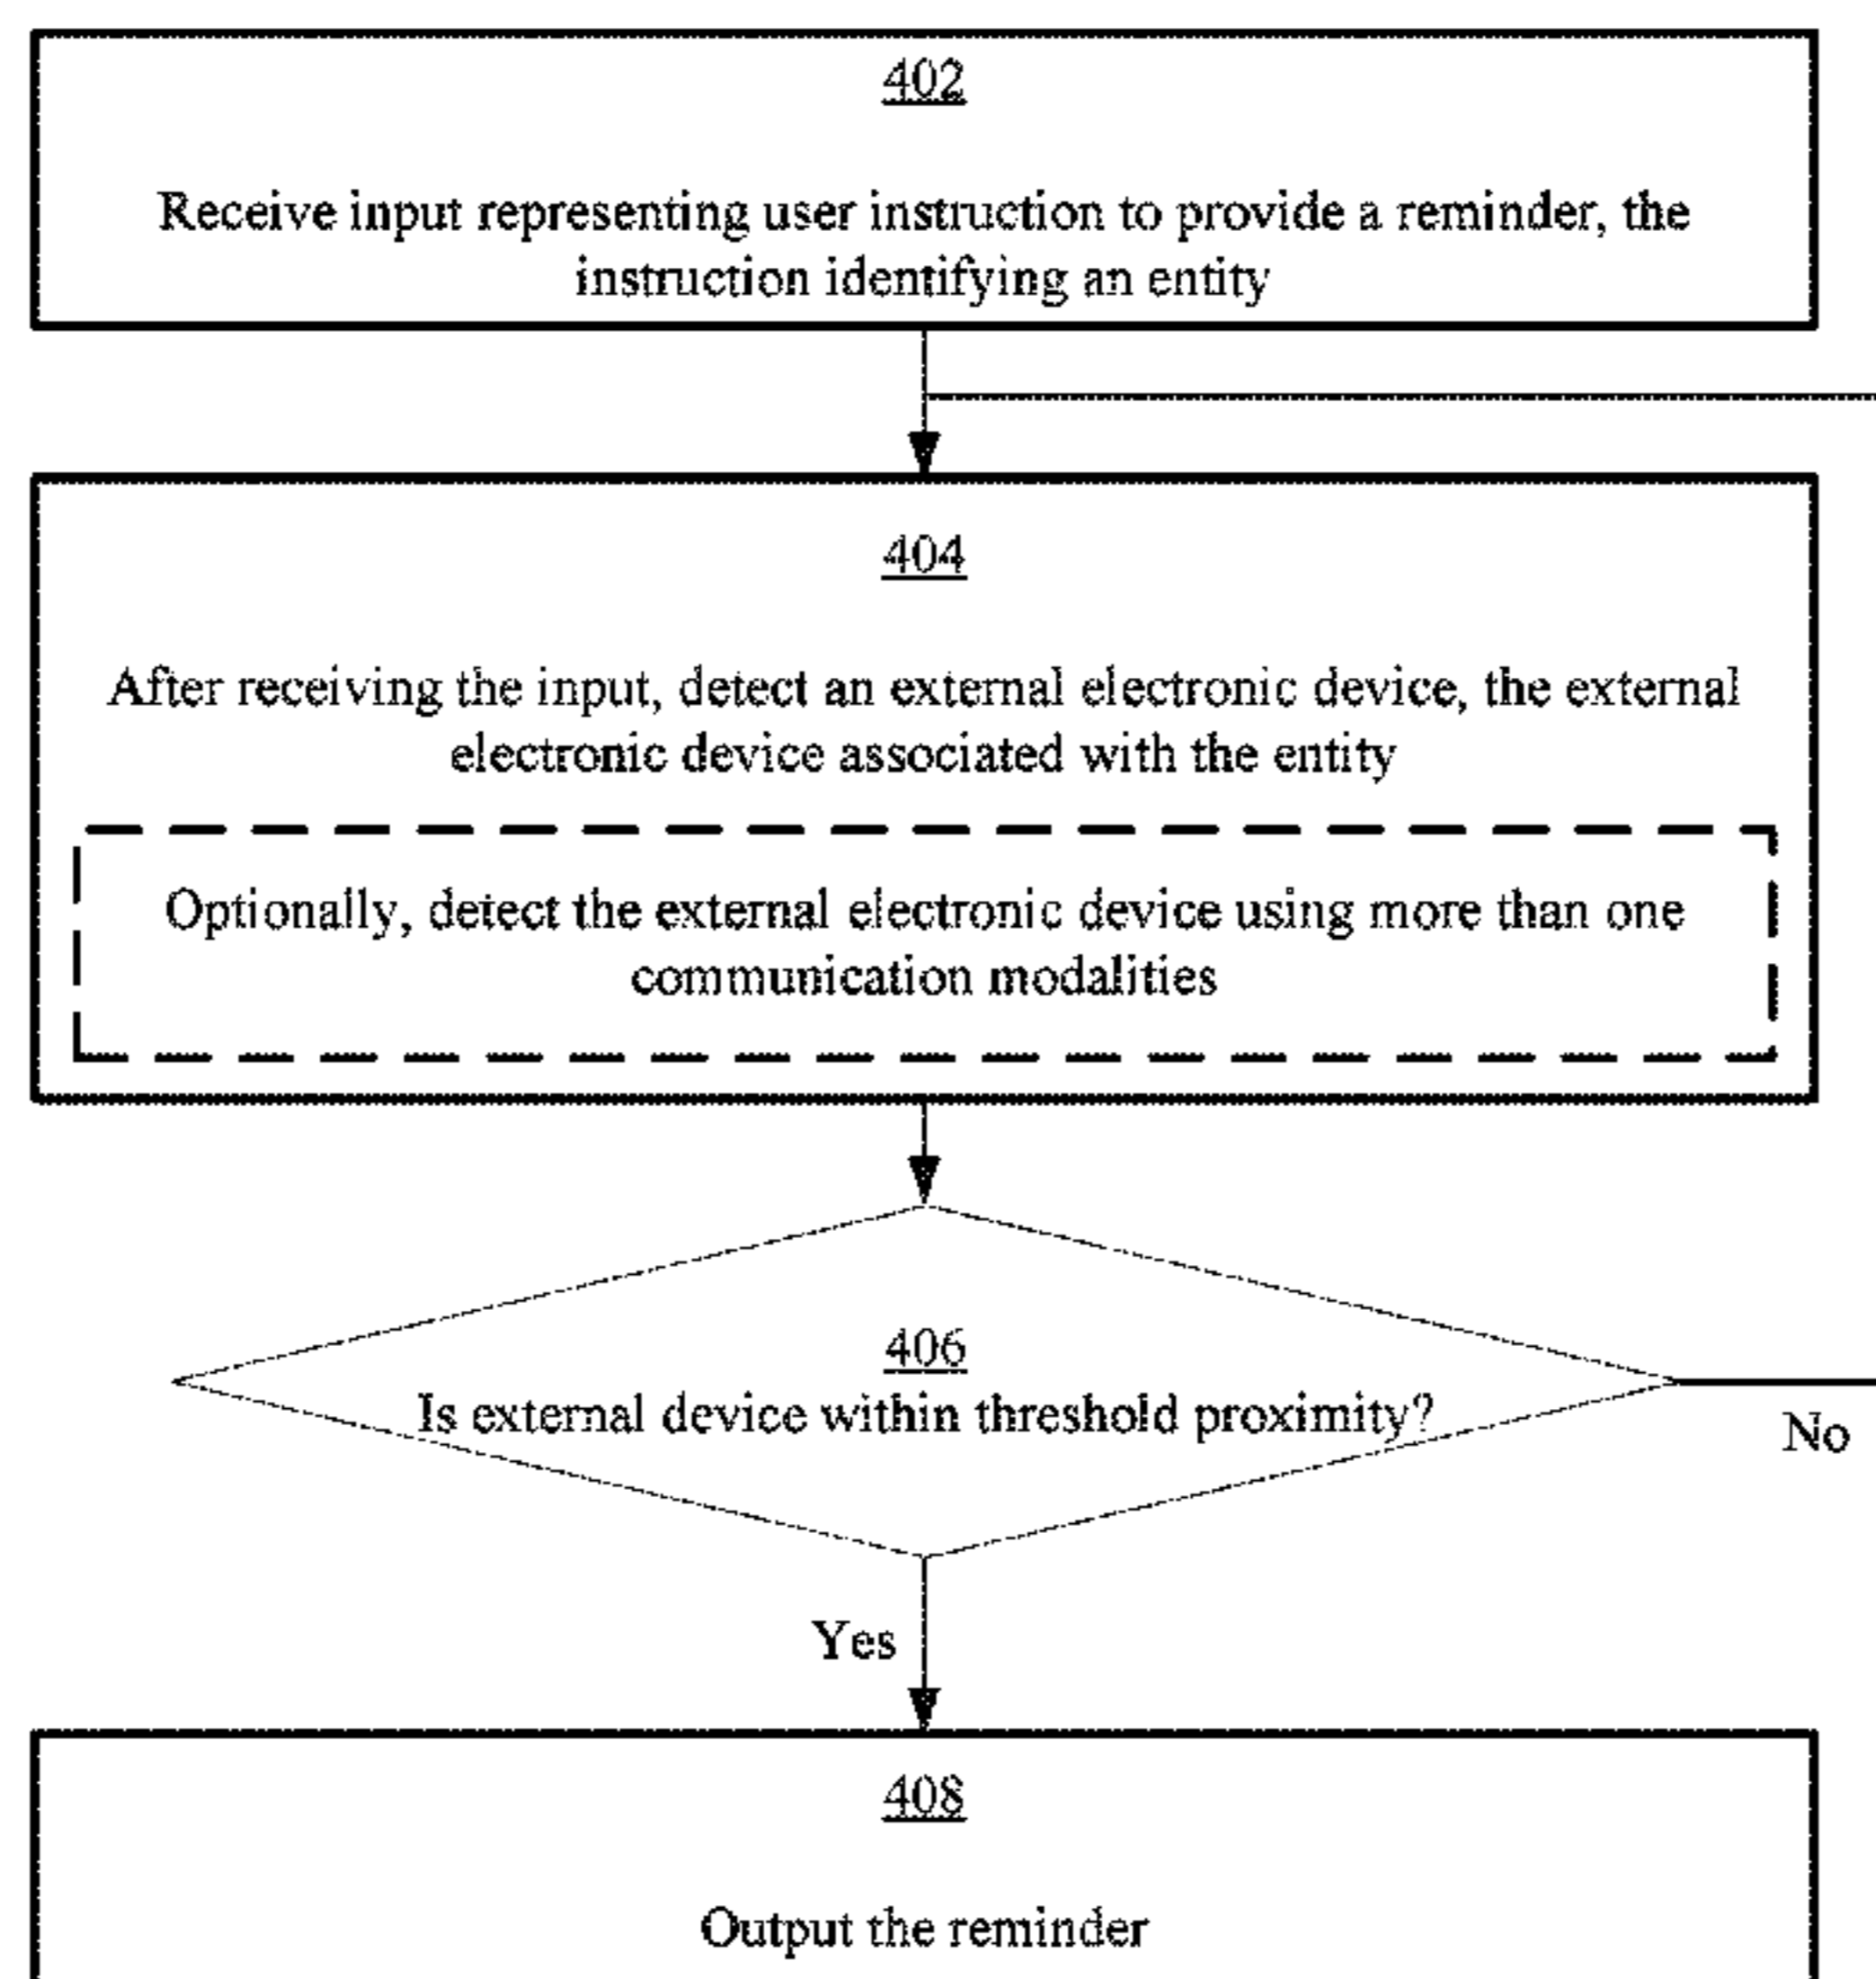 402
Receive input representing user instruction to provide a reminder, the
instruction identifying an entity
404
After receiving the input, detect an external electronic device, the external
electronic device associated with the entity
Optionally, detect the external electronic device using more than one
communication modalities
406
Is external device within threshold proximity?
No
Yes
408
Output the reminder